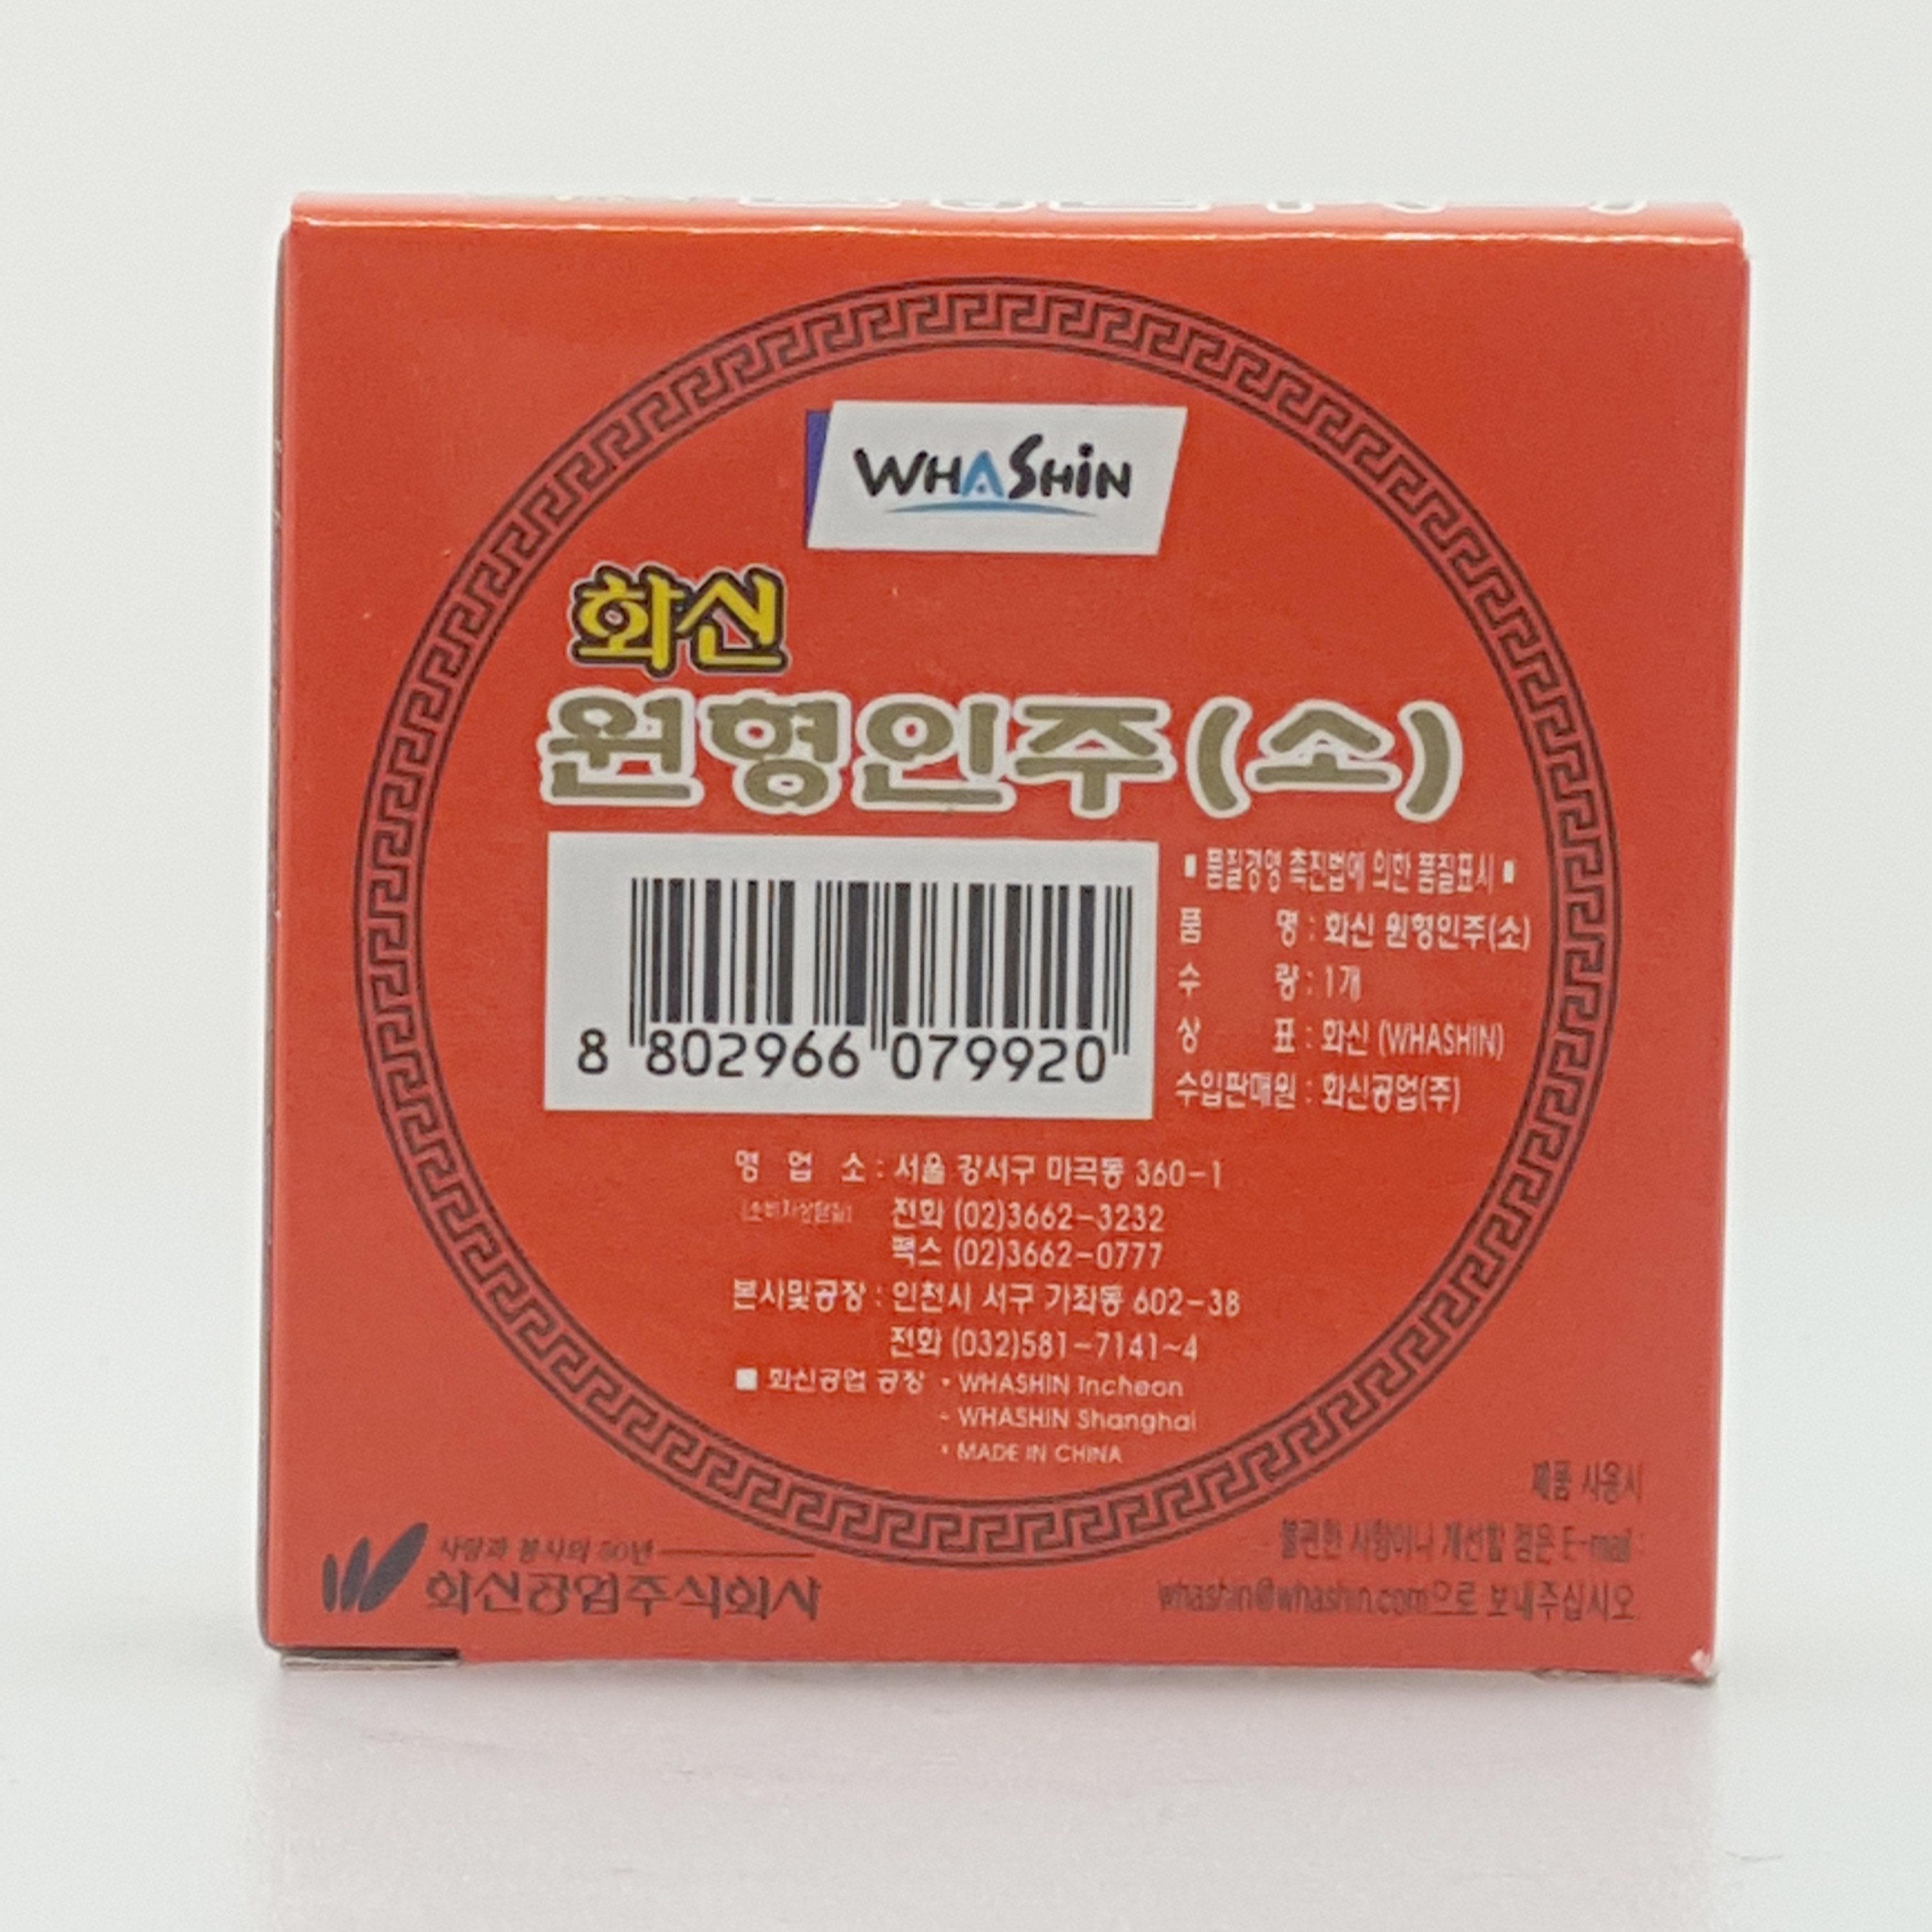 WHASHIN
화신
원형인주(소)
8 802966 079920
■ 품질경영 촉진법에 의한 품질표시 ■
품 명 : 화신 원형인주(소)
수 량 : 1개
상 표 : 화신 (WHASHIN)
수입판매원 : 화신공업(주)
영 업 소 : 서울 강서구 마곡동 360-1
(소비자상담실) 전화 (02)3662-3232
팩스 (02)3662-0777
본사및공장 : 인천시 서구 가좌동 602-38
전화 (032)581-7141~4
■ 화신공업 공장 • WHASHIN Incheon
- WHASHIN Shanghai
• MADE IN CHINA
사랑과 봉사의 50년
화신공업주식회사
제품 사용시
불편한 사항이나 개선할 점은 E-mail :
whashin@whashin.com으로 보내주십시오